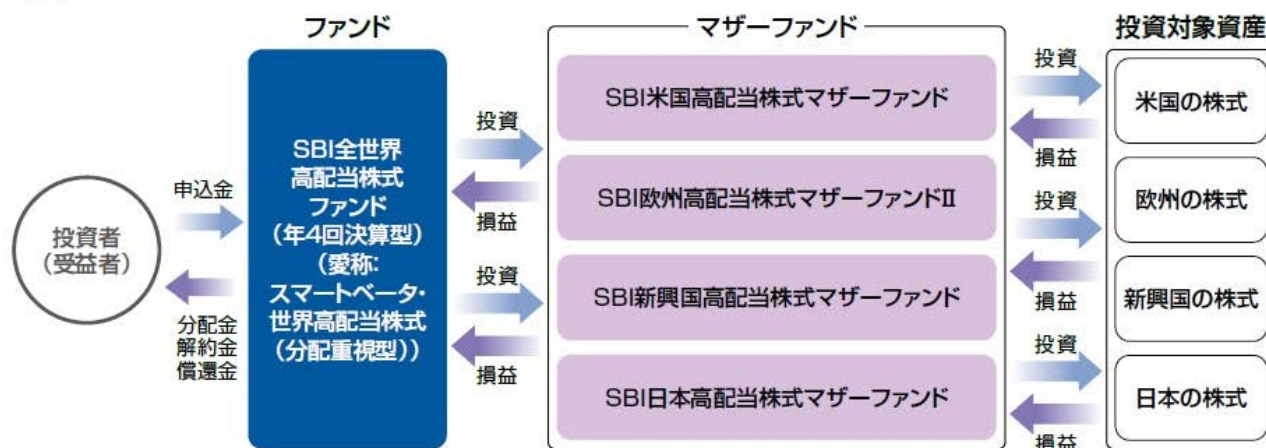 ファンド
マザーファンド
投資対象資産
投資者
(受益者)
申込金
分配金
解約金
償還金
SBI全世界
高配当株式
ファンド
(年4回決算型)
(愛称:
スマートベータ・
世界高配当株式
(分配重視型))
投資
損益
投資
損益
SBI米国高配当株式マザーファンド
SBI欧州高配当株式マザーファンドⅡ
SBI新興国高配当株式マザーファンド
SBI日本高配当株式マザーファンド
投資
損益
投資
損益
投資
損益
米国の株式
欧州の株式
新興国の株式
日本の株式